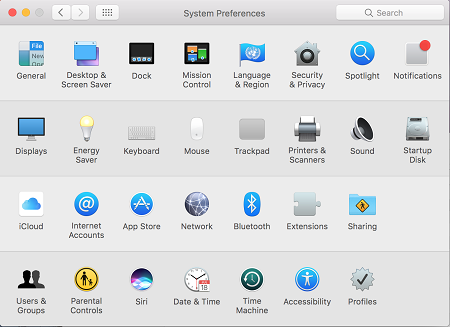 System Preferences
Search
File
New
Ope
General
Desktop &
Screen Saver
Dock
Mission
Control
Language
& Region
Security
& Privacy
Spotlight
Notifications
Displays
Energy
Saver
Keyboard
Mouse
Trackpad
Printers &
Scanners
Sound
Startup
Disk
iCloud
@
Internet
Accounts
App Store
Network
Bluetooth
Extensions
Sharing
Users &
Groups
Parental
Controls
Siri
18
Date & Time
Time
Machine
Accessibility
Profiles